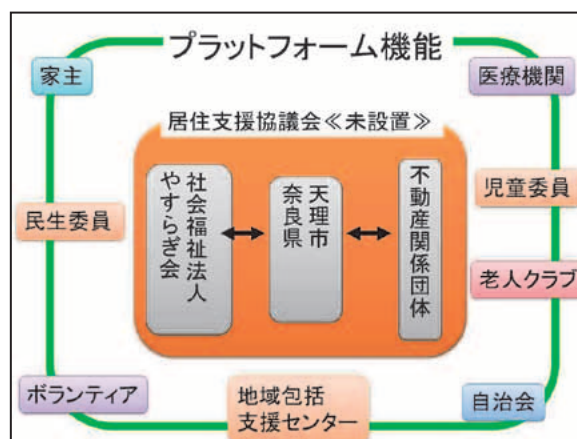 プラットフォーム機能
家主
医療機関
居住支援協議会≪未設置≫
社会福祉法人
やすらぎ会
天理市
奈良県
不動産関係団体
民生委員
児童委員
老人クラブ
ボランティア
地域包括
支援センター
自治会